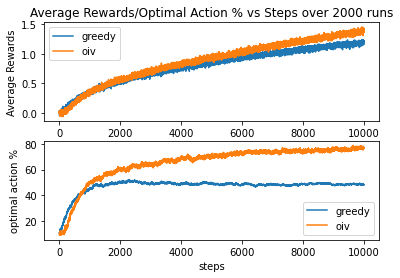 Average Rewards/Optimal Action % vs Steps over 2000 runs
Average Rewards
1.5
1.0
0.5
0.0
greedy
oiv
0 2000 4000 6000 8000 10000
optimal action %
80
60
40
20
greedy
oiv
0 2000 4000 6000 8000 10000
steps